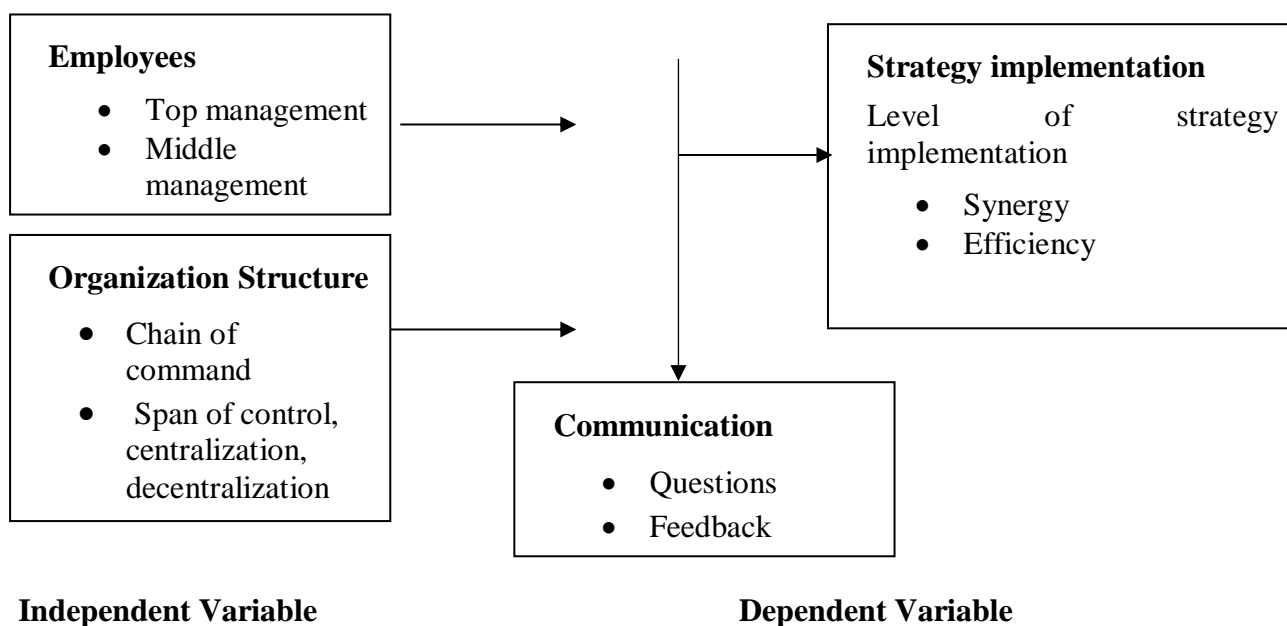 Employees
• Top management
• Middle
management
Organization Structure
• Chain of
command
• Span of control,
centralization,
decentralization
Strategy implementation
Level of strategy
implementation
• Synergy
• Efficiency
Communication
• Questions
• Feedback
Independent Variable
Dependent Variable